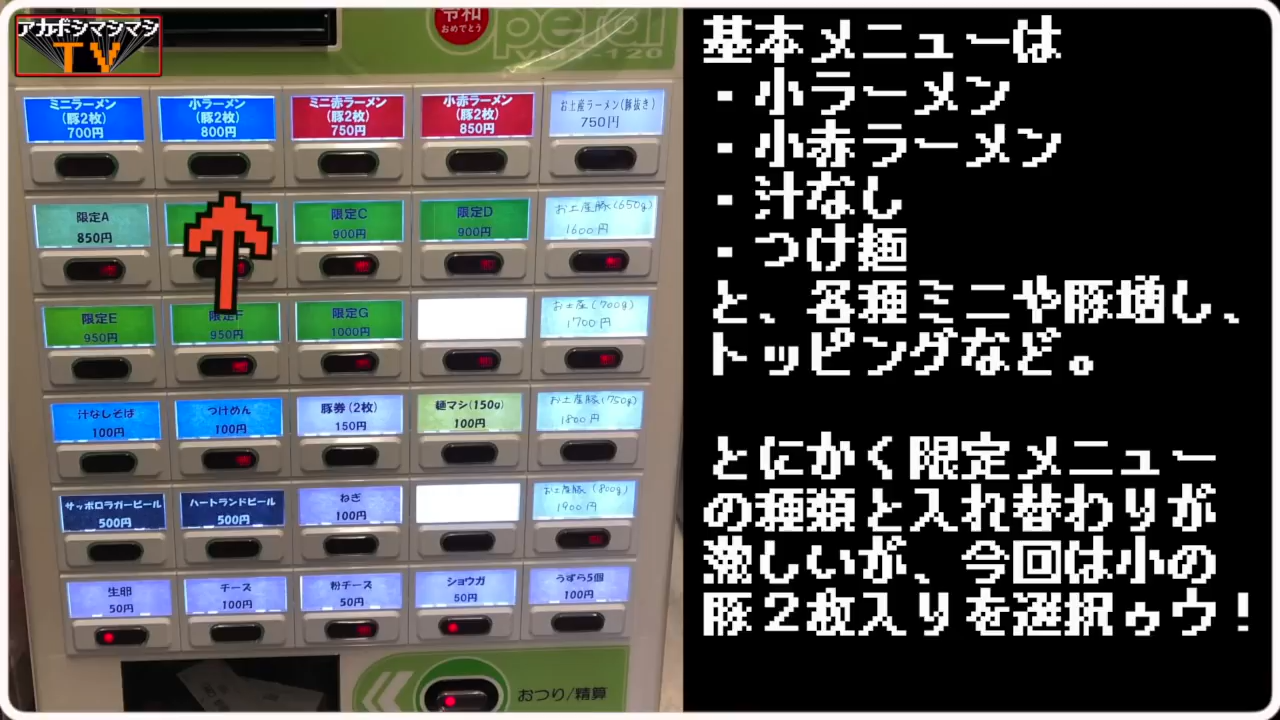 アカボシマシマシ
TV
令和
おめでとう
Operal
ミニラーメン
(豚2枚)
700円
小ラーメン
(豚2枚)
800円
ミニ赤ラーメン
(豚2枚)
750円
小赤ラーメン
(豚2枚)
850円
お土産ラーメン(豚抜き)
750円
限定A
850円
限定C
900円
限定D
900円
お土産豚(650g)
1600円
限定E
950円
限定F
950円
限定G
1000円
お土産(700g)
1700円
汁なしそば
100円
つけめん
100円
豚券(2枚)
150円
麺マシ(150g)
100円
お土産豚(750g)
1800円
サッポロラガービール
500円
ハートランドビール
500円
ねぎ
100円
お土産豚(800g)
1900円
生卵
50円
チーズ
100円
粉チーズ
50円
ショウガ
50円
うずら5個
100円
おつり/精算
基本メニューは
・小ラーメン
・小赤ラーメン
・汁なし
・つけ麺
と、各種ミニや豚増し、
トッピングなど。
とにかく限定メニュー
の種類と入れ替わりが
激しいが、今回は小の
豚2枚入りを選択ゥウ!